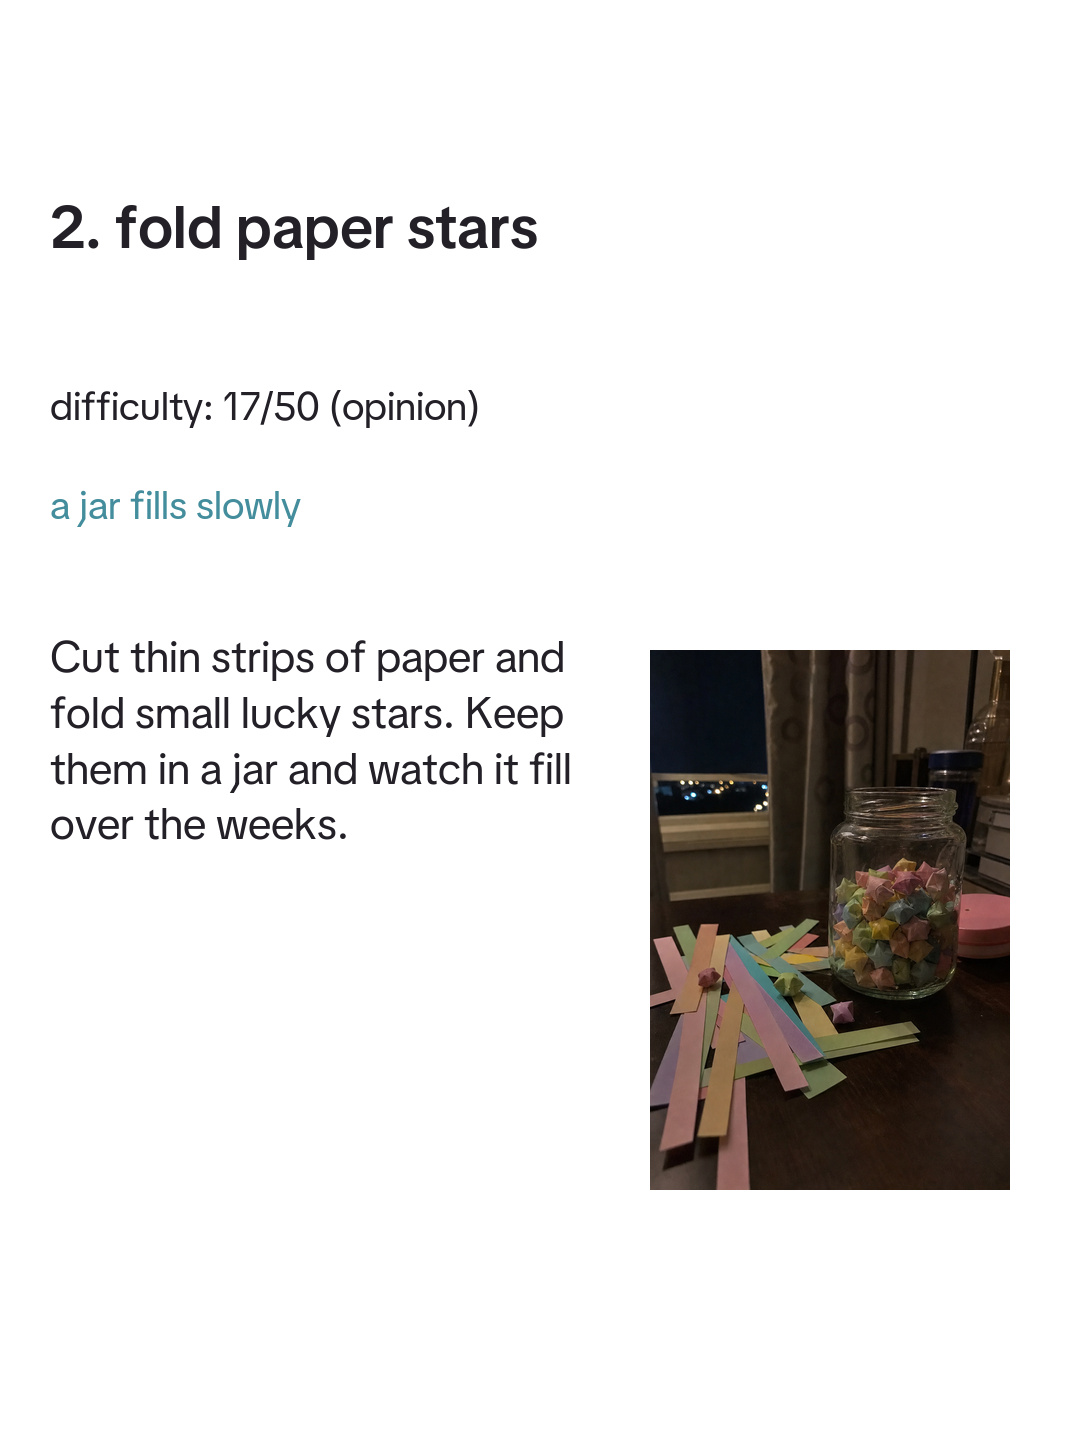 2. fold paper stars
difficulty: 17/50 (opinion)
a jar fills slowly
Cut thin strips of paper and
fold small lucky stars. Keep
them in a jar and watch it fill
over the weeks.